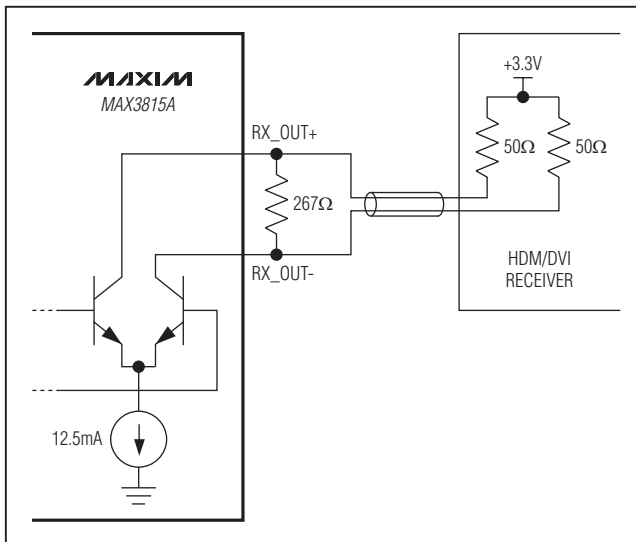 MAXIM
MAX3815A
+3.3V
RX_OUT+
50Ω
50Ω
267Ω
RX_OUT-
HDM/DVI
RECEIVER
12.5mA